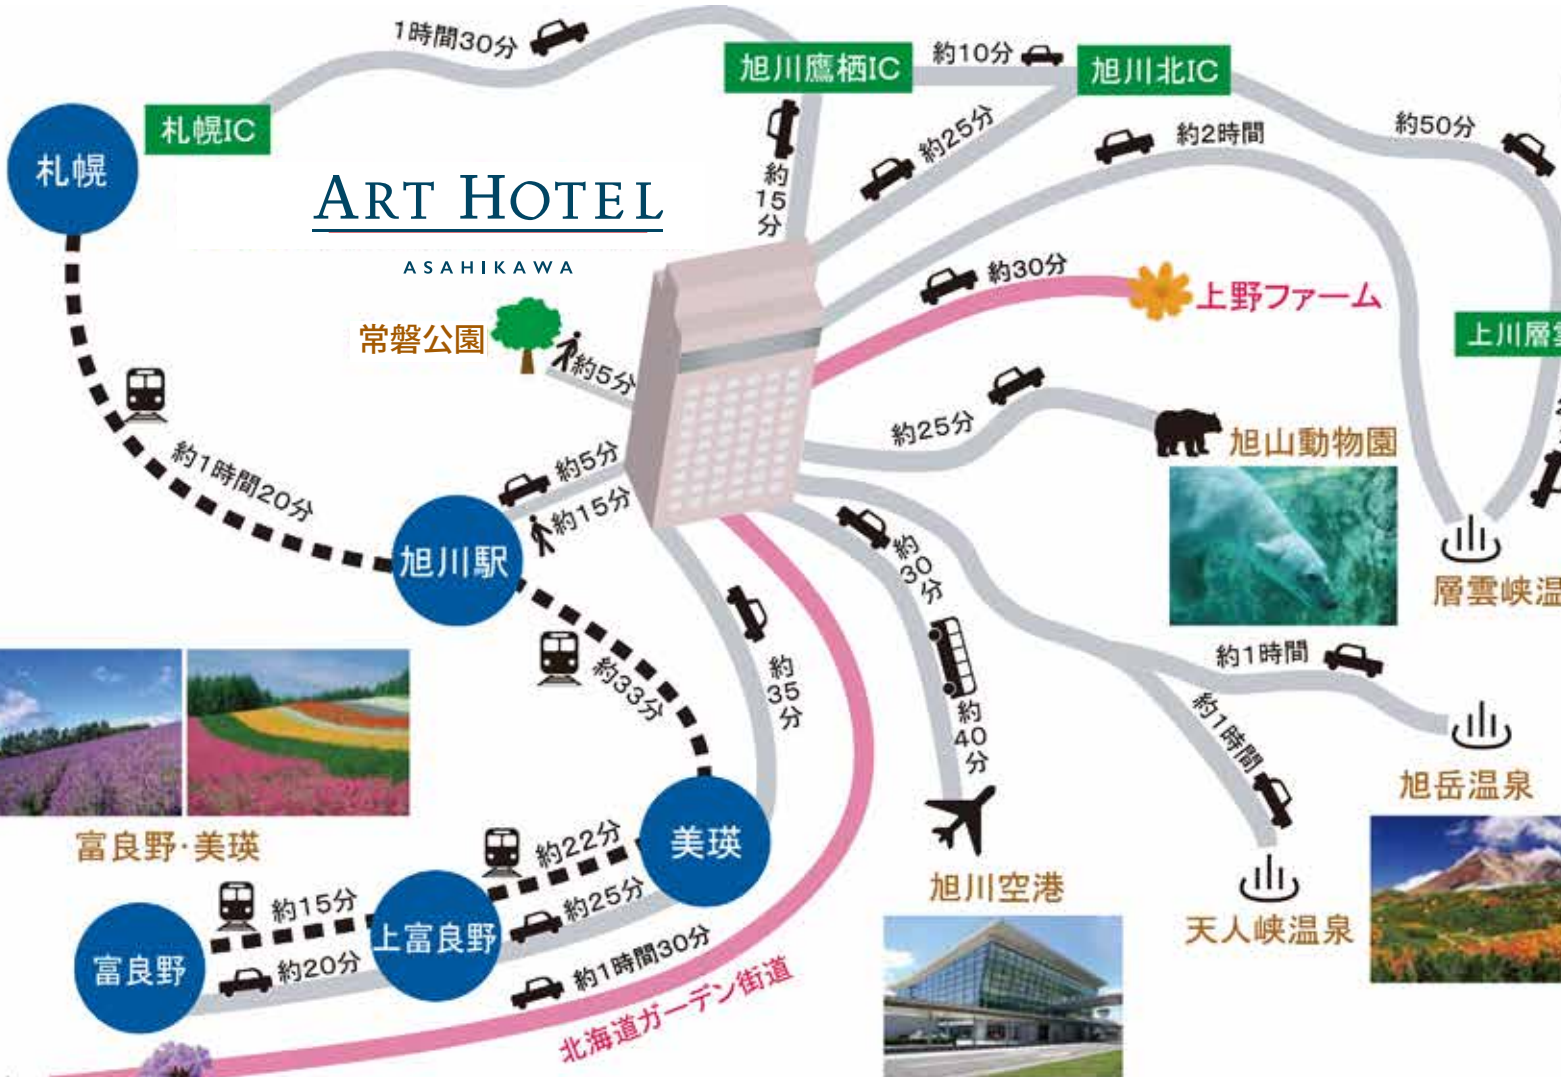 1時間30分
旭川鷹栖IC
約10分
旭川北IC
札幌IC
札幌
約15分
約25分
約2時間
約50分
ART HOTEL
ASAHIKAWA
約30分
上野ファーム
常磐公園
約5分
上川層雲
約25分
旭山動物園
約1時間20分
約5分
約15分
旭川駅
約30分
層雲峡温
約33分
約35分
約40分
約1時間
約1時間
旭岳温泉
富良野・美瑛
約22分
美瑛
旭川空港
天人峡温泉
約15分
約25分
上富良野
富良野
約20分
約1時間30分
北海道ガーデン街道